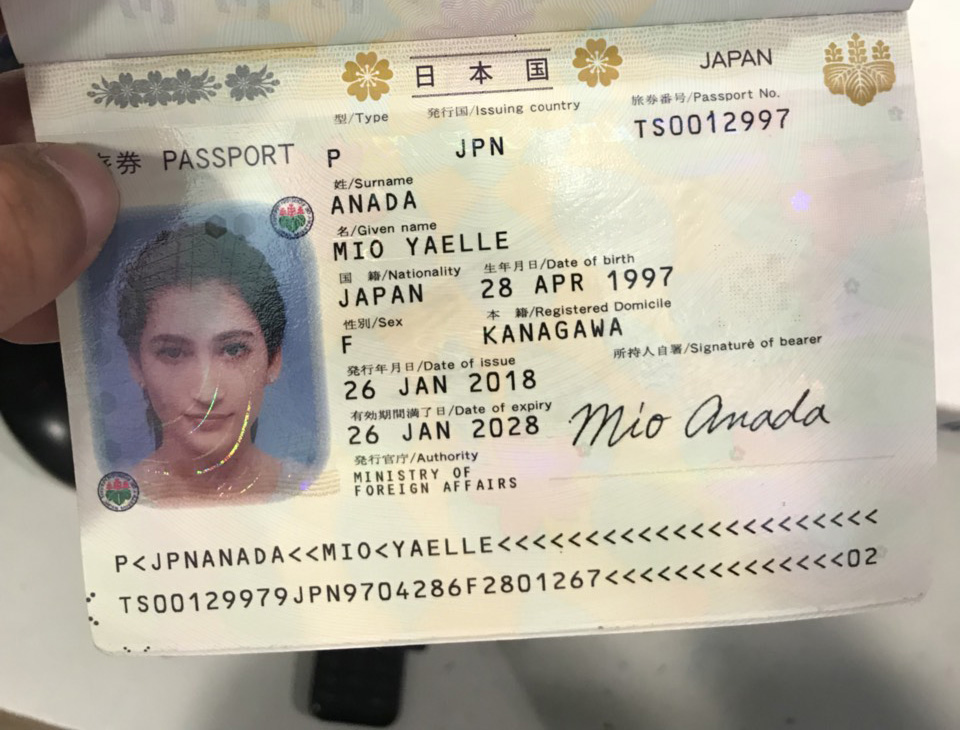 日本国
JAPAN
型/Type
発行国/Issuing country
旅券番号/Passport No.
券 PASSPORT
P
JPN
TS0012997
姓/Surname
ANADA
名/Given name
MIO YAELLE
国 籍/Nationality
生年月日/Date of birth
JAPAN
28 APR 1997
性別/Sex
本 籍/Registered Domicile
F
KANAGAWA
所持人自署/Signature of bearer
発行年月日/Date of issue
26 JAN 2018
Mio Anada
有効期間満了日/Date of expiry
26 JAN 2028
発行官庁/Authority
MINISTRY OF
FOREIGN AFFAIRS
P<JPNANADA<<MIO<YAELLE<<<<<<<<<<<<<<<<<<<<<<
TS00129979JPN9704286F2801267<<<<<<<<<<<<<<02